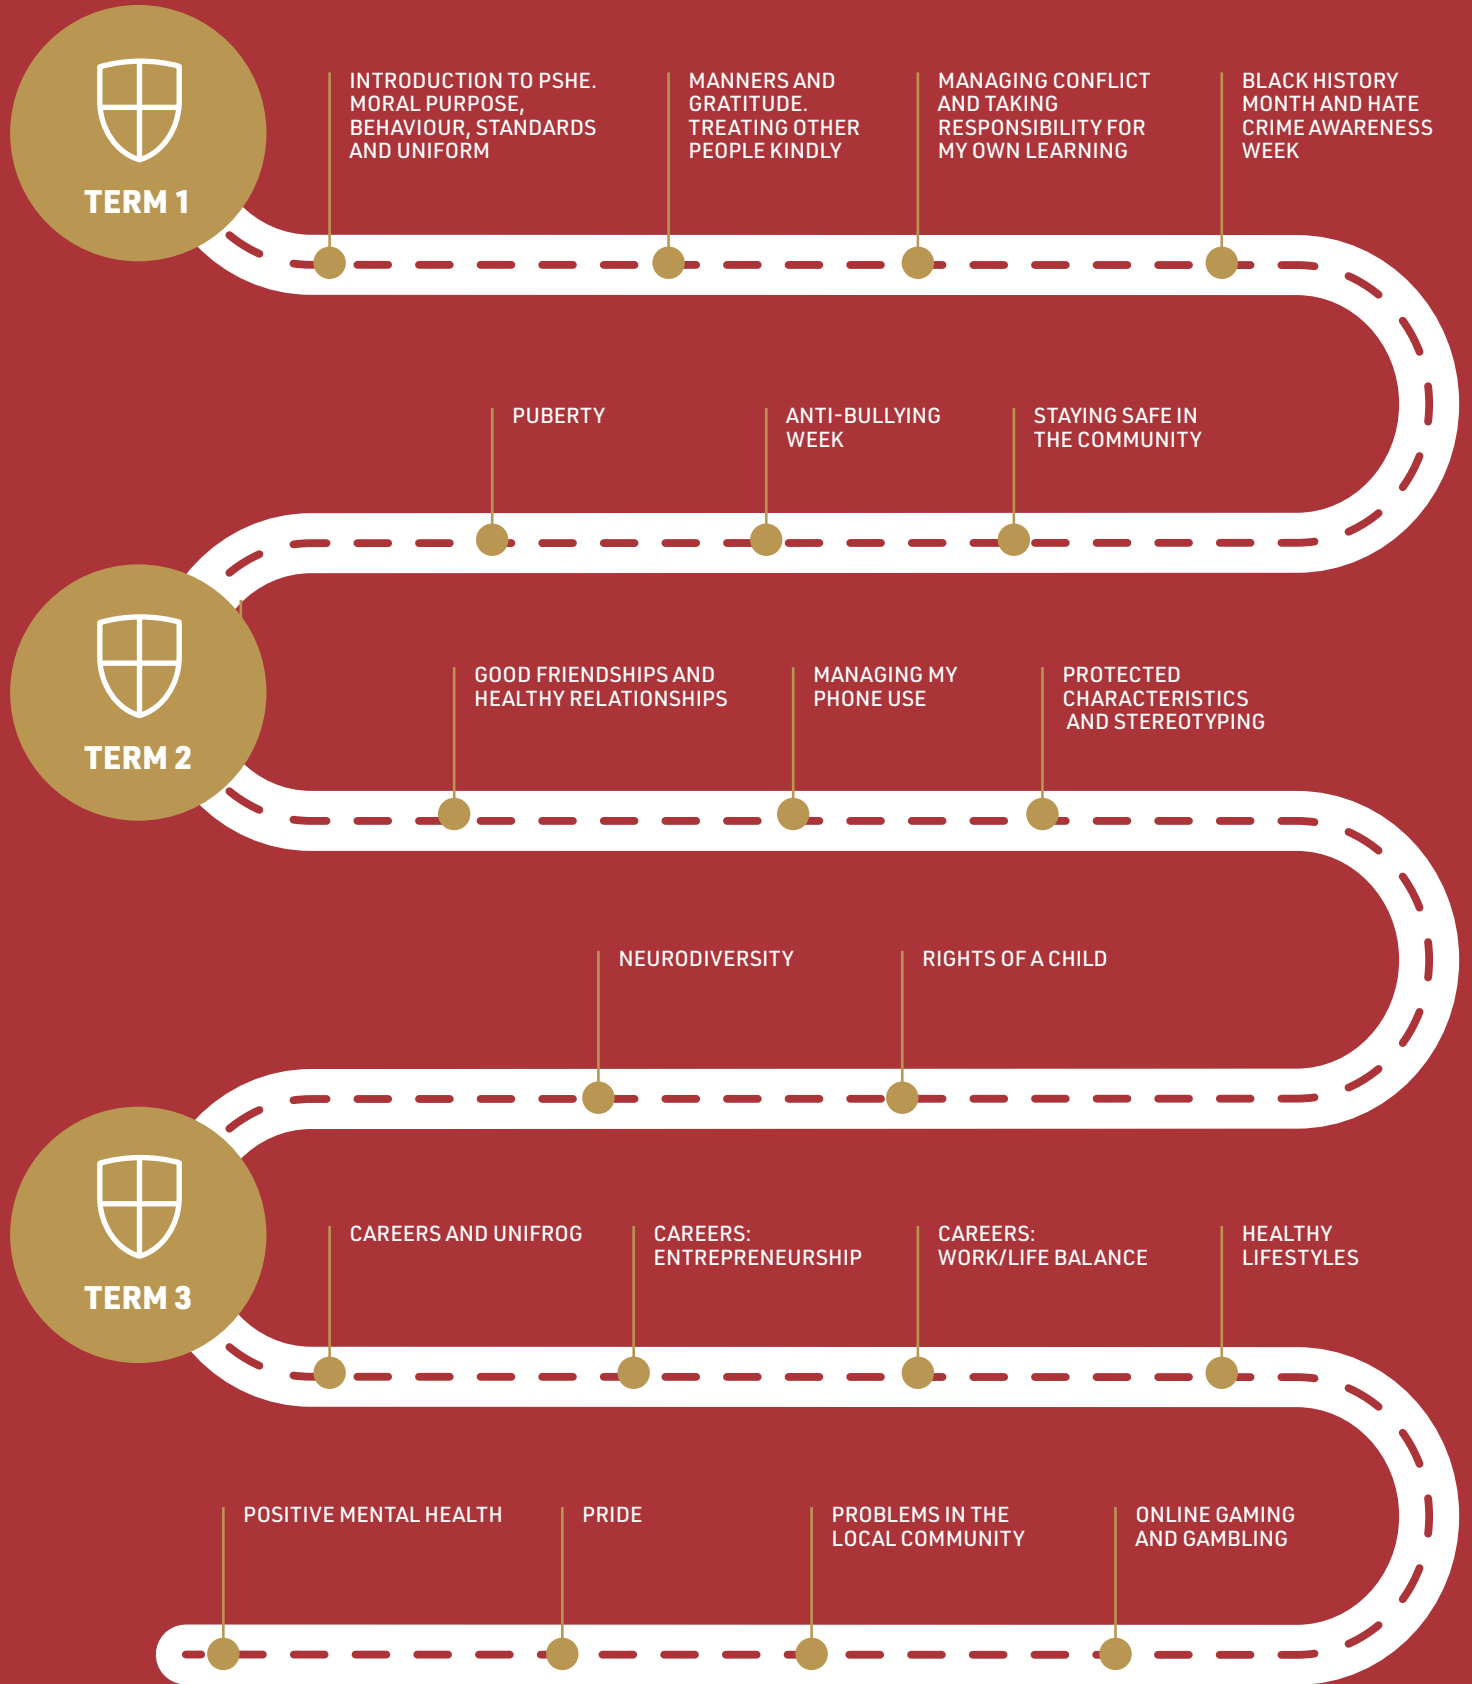 TERM 1
INTRODUCTION TO PSHE.
MORAL PURPOSE,
BEHAVIOUR, STANDARDS
AND UNIFORM
MANNERS AND
GRATITUDE.
TREATING OTHER
PEOPLE KINDLY
MANAGING CONFLICT
AND TAKING
RESPONSIBILITY FOR
MY OWN LEARNING
BLACK HISTORY
MONTH AND HATE
CRIME AWARENESS
WEEK
PUBERTY
ANTI-BULLYING
WEEK
STAYING SAFE IN
THE COMMUNITY
TERM 2
GOOD FRIENDSHIPS AND
HEALTHY RELATIONSHIPS
MANAGING MY
PHONE USE
PROTECTED
CHARACTERISTICS
AND STEREOTYPING
NEURODIVERSITY
RIGHTS OF A CHILD
TERM 3
CAREERS AND UNIFROG
CAREERS:
ENTREPRENEURSHIP
CAREERS:
WORK/LIFE BALANCE
HEALTHY
LIFESTYLES
POSITIVE MENTAL HEALTH
PRIDE
PROBLEMS IN THE
LOCAL COMMUNITY
ONLINE GAMING
AND GAMBLING